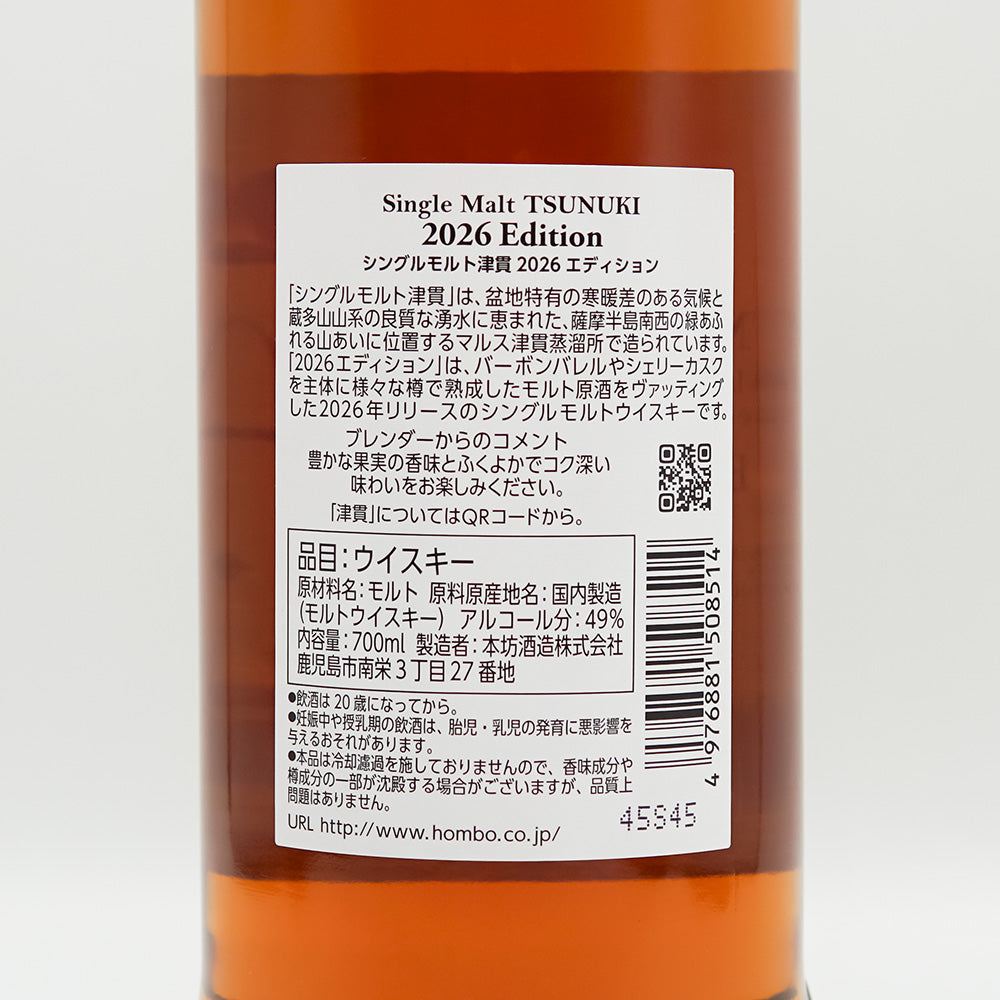 Single Malt TSUNUKI
2026 Edition
シングルモルト津貫 2026 エディション
「シングルモルト津貫」は、盆地特有の寒暖差のある気候と
蔵多山山系の良質な湧水に恵まれた、薩摩半島南西の緑あふ
れる山あいに位置するマルス津貫蒸溜所で造られています。
「2026エディション」は、バーボンバレルやシェリーカスク
を主体に様々な樽で熟成したモルト原酒をヴァッティング
した2026年リリースのシングルモルトウイスキーです。
ブレンダーからのコメント
豊かな果実の香味とふくよかでコク深い
味わいをお楽しみください。
「津貫」についてはQRコードから。
品目：ウイスキー
原材料名：モルト 原料原産地名：国内製造
(モルトウイスキー) アルコール分：49%
内容量：700ml 製造者：本坊酒造株式会社
鹿児島市南栄3丁目27番地
●飲酒は20歳になってから。
●妊娠中や授乳期の飲酒は、胎児・乳児の発育に悪影響を
与えるおそれがあります。
●本品は冷却濾過を施しておりませんので、香味成分や
樽成分の一部が沈殿する場合がございますが、品質上
問題はありません。
URL http://www.hombo.co.jp/
4 976881 508514
45845